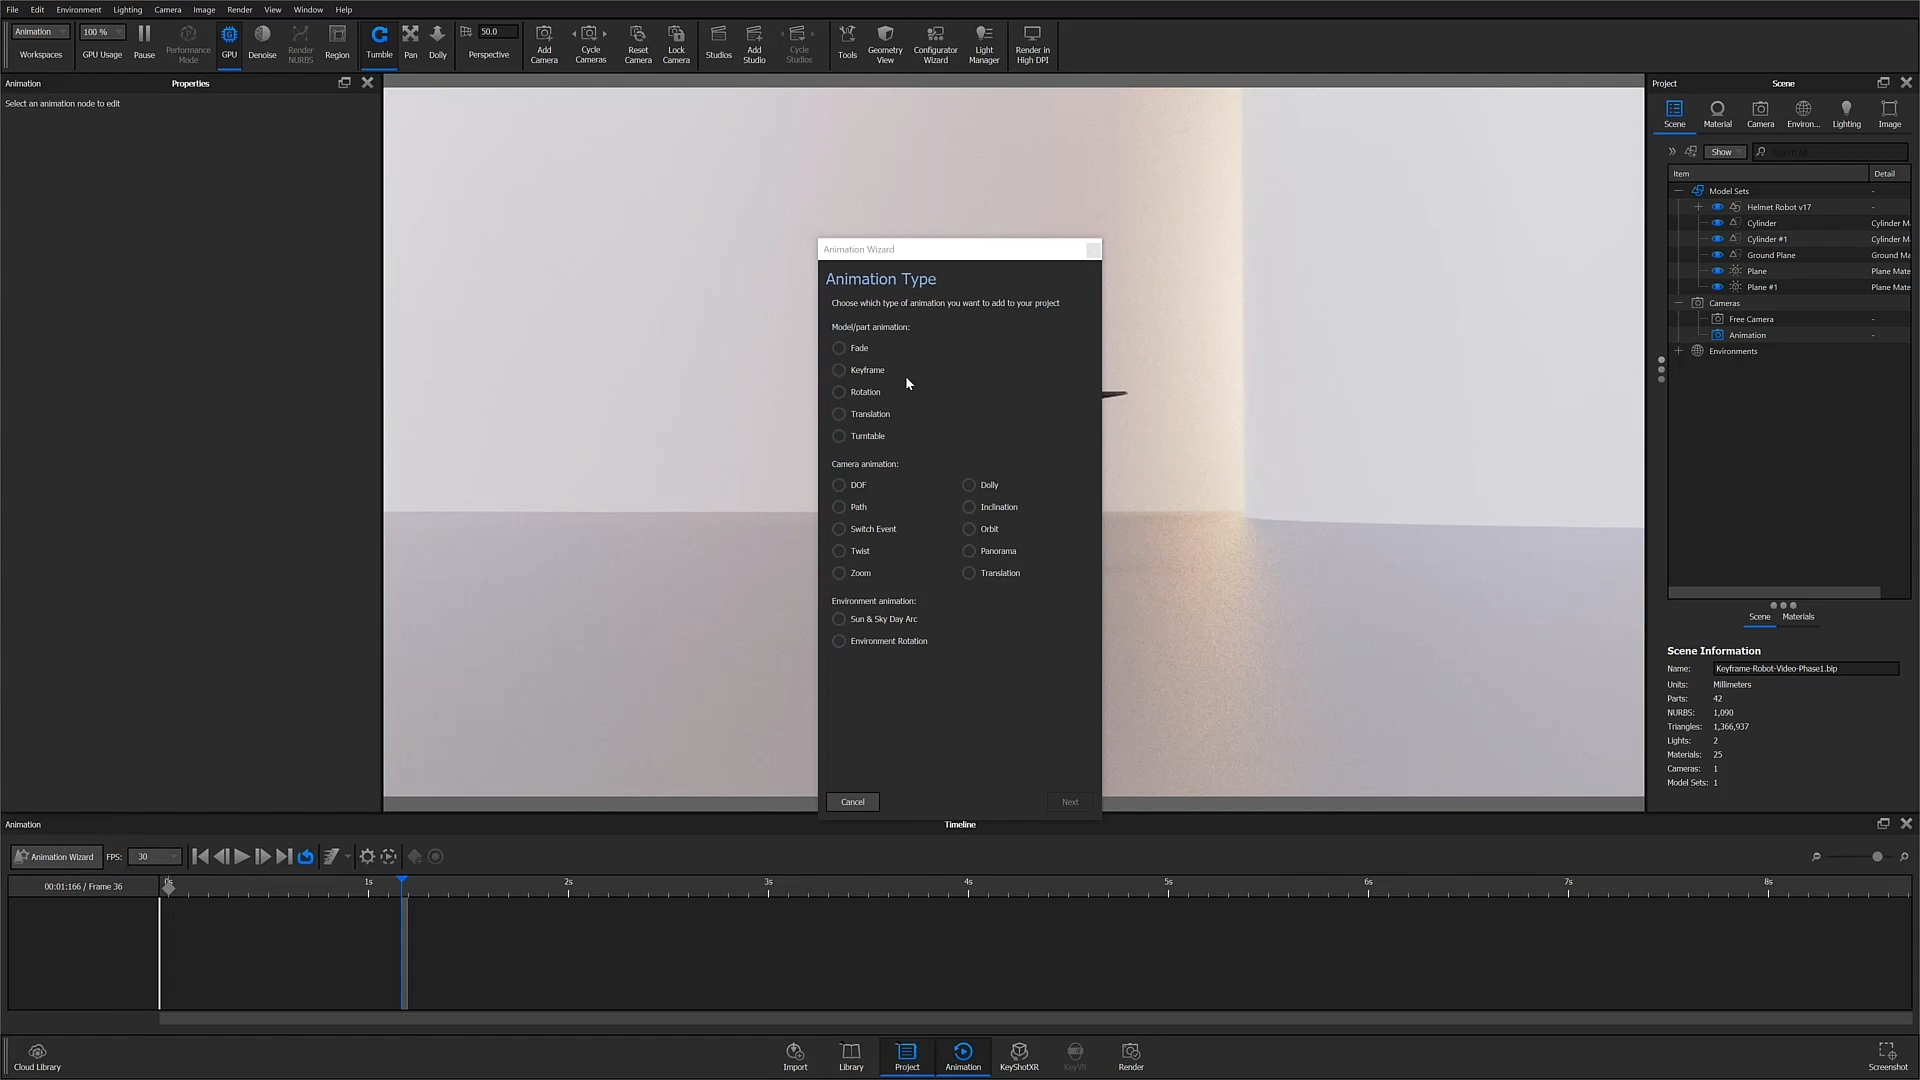 File Edit Environment Lighting Camera Image Render View Window Help
Animation 100 % 50.0
Workspaces GPU Usage Pause Performance Mode GPU Denoise Render NURBS Region Tumble Pan Dolly Perspective Add Camera Cycle Cameras Reset Camera Lock Camera Studios Add Studio Cycle Studios Tools Geometry View Configurator Wizard Light Manager Render in High DPI
Animation Properties
Select an animation node to edit
Project Scene
Scene Material Camera Environ... Lighting Image
Show
Item Detail
Model Sets -
Helmet Robot v17 -
Cylinder Cylinder M
Cylinder #1 Cylinder M
Ground Plane Ground Ma
Plane Plane Mate
Plane #1 Plane Mate
Cameras
Free Camera -
Animation -
Environments
Scene Materials
Scene Information
Name: Keyframe-Robot-Video-Phase1.bip
Units: Millimeters
Parts: 42
NURBS: 1,090
Triangles: 1,366,937
Lights: 2
Materials: 25
Cameras: 1
Model Sets: 1
Animation Wizard
Animation Type
Choose which type of animation you want to add to your project
Model/part animation:
Fade
Keyframe
Rotation
Translation
Turntable
Camera animation:
DOF Dolly
Path Inclination
Switch Event Orbit
Twist Panorama
Zoom Translation
Environment animation:
Sun & Sky Day Arc
Environment Rotation
Cancel Next
Animation Timeline
Animation Wizard FPS: 30
00:01:166 / Frame 36 1s 2s 3s 4s 5s 6s 7s 8s
Cloud Library Import Library Project Animation KeyShotXR KeyVR Render Screenshot